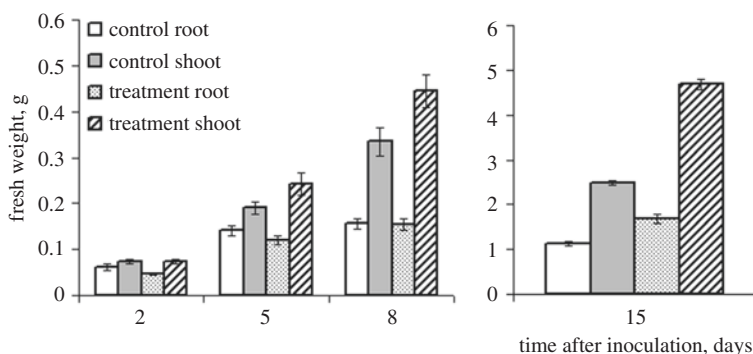 fresh weight, g
0.6
0.5
0.4
0.3
0.2
0.1
0
control root
control shoot
treatment root
treatment shoot
2 5 8
6
5
4
3
2
1
0
15
time after inoculation, days